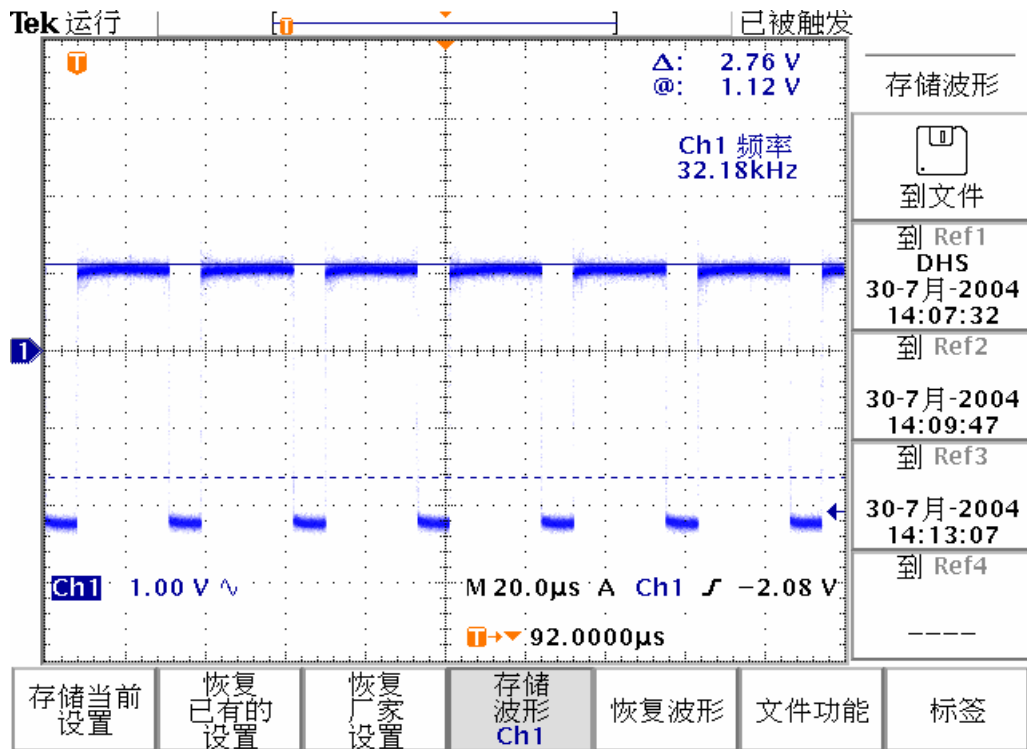 Tek 运行
已被触发
T
T
Δ: 2.76 V
@: 1.12 V
Ch1 频率
32.18kHz
1
Ch1 1.00 V M 20.0µs A Ch1 −2.08 V
T 92.0000µs
存储波形
到文件
到 Ref1
DHS
30-7月-2004
14:07:32
到 Ref2
30-7月-2004
14:09:47
到 Ref3
30-7月-2004
14:13:07
到 Ref4
----
存储当前
设置
恢复
已有的
设置
恢复
厂家
设置
存储
波形
Ch1
恢复波形
文件功能
标签